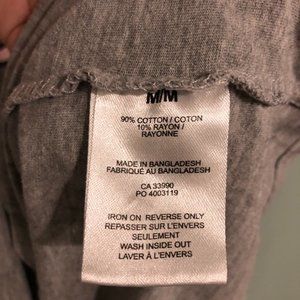 M/M
90% COTTON / COTON
10% RAYON /
RAYONNE
MADE IN BANGLADESH
FABRIQUÉ AU BANGLADESH
CA 33990
PO 4003119
IRON ON REVERSE ONLY
REPASSER SUR L'ENVERS
SEULEMENT
WASH INSIDE OUT
LAVER À L'ENVERS